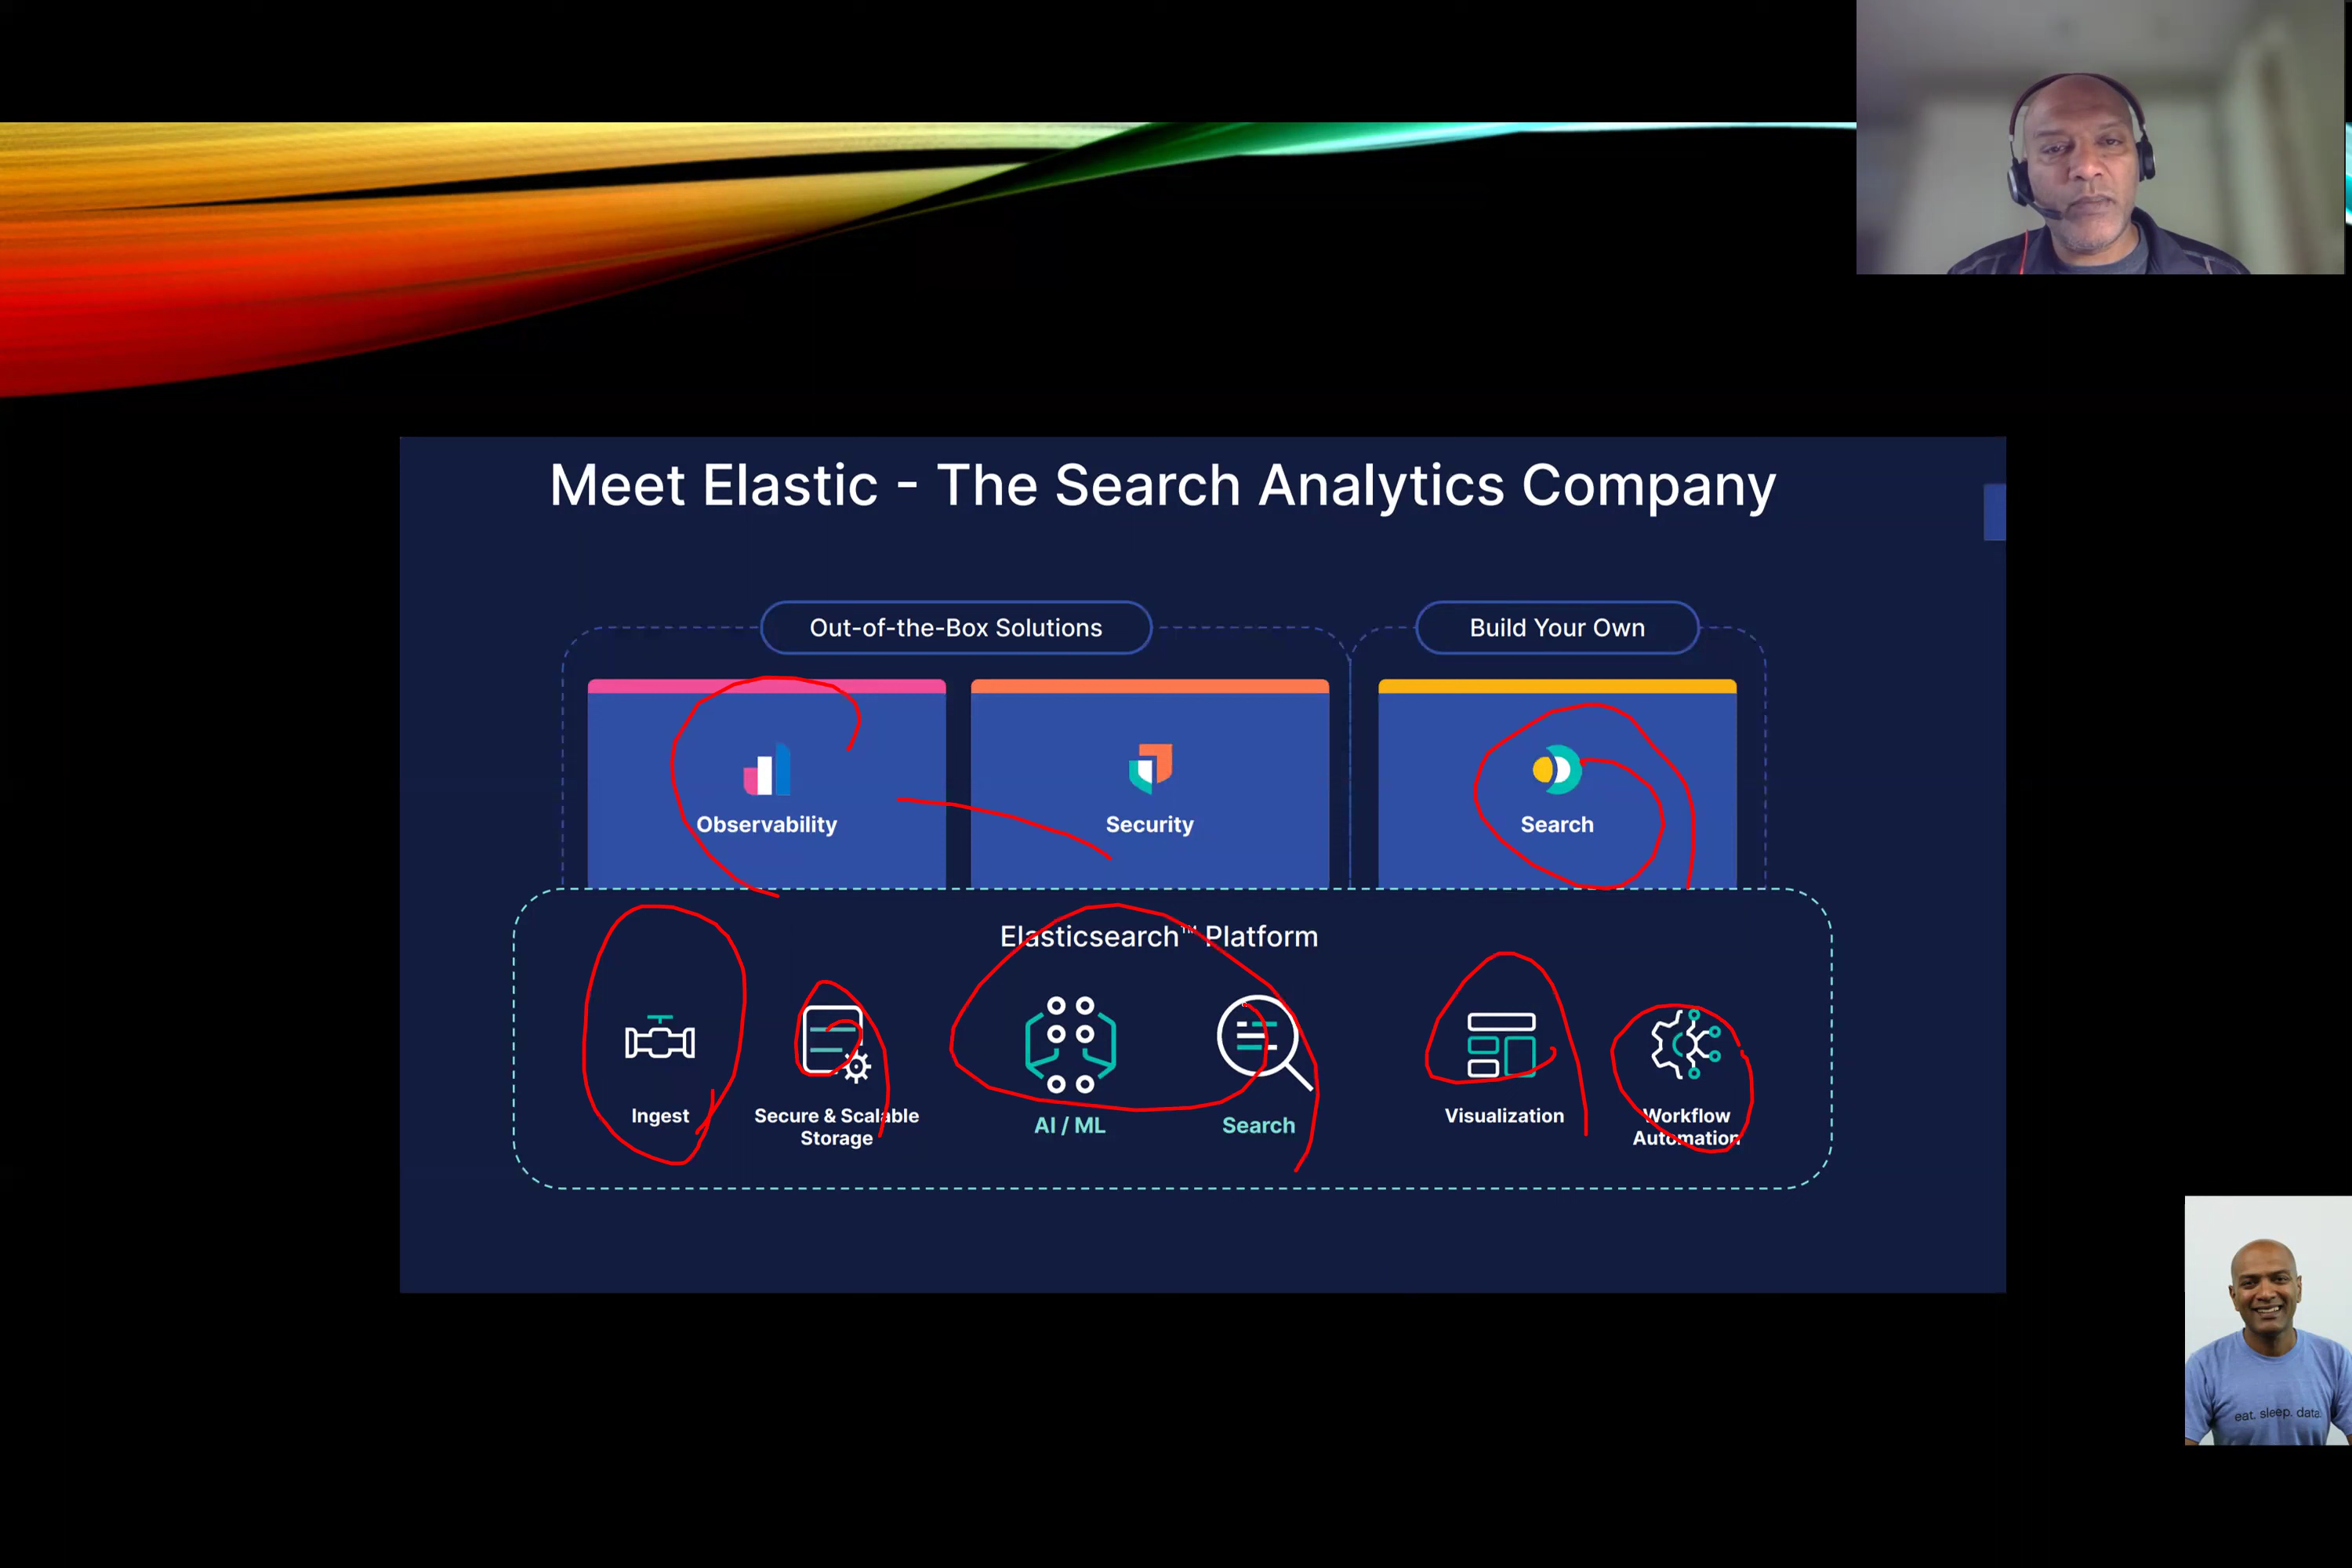 Meet Elastic - The Search Analytics Company
Out-of-the-Box Solutions
Build Your Own
Observability
Security
Search
Elasticsearch™ Platform
Ingest
Secure & Scalable
Storage
AI / ML
Search
Visualization
Workflow
Automation
eat. sleep. data.